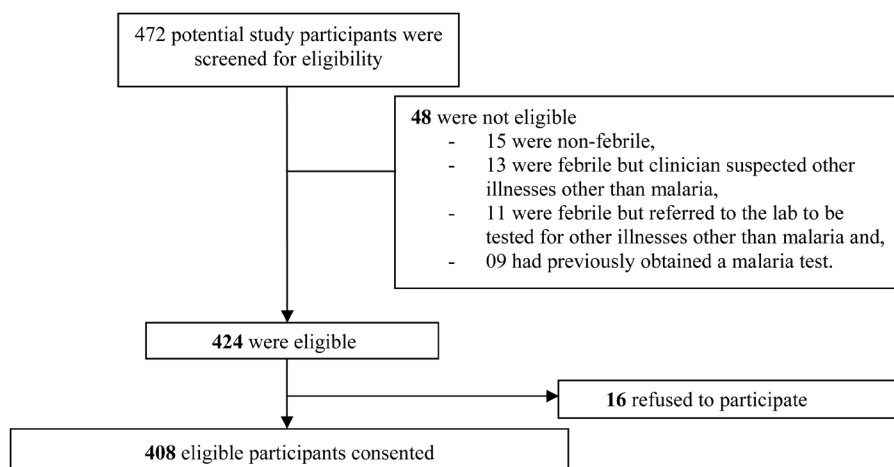 472 potential study participants were
screened for eligibility
48 were not eligible
- 15 were non-febrile,
- 13 were febrile but clinician suspected other
illnesses other than malaria,
- 11 were febrile but referred to the lab to be
tested for other illnesses other than malaria and,
- 09 had previously obtained a malaria test.
424 were eligible
16 refused to participate
408 eligible participants consented